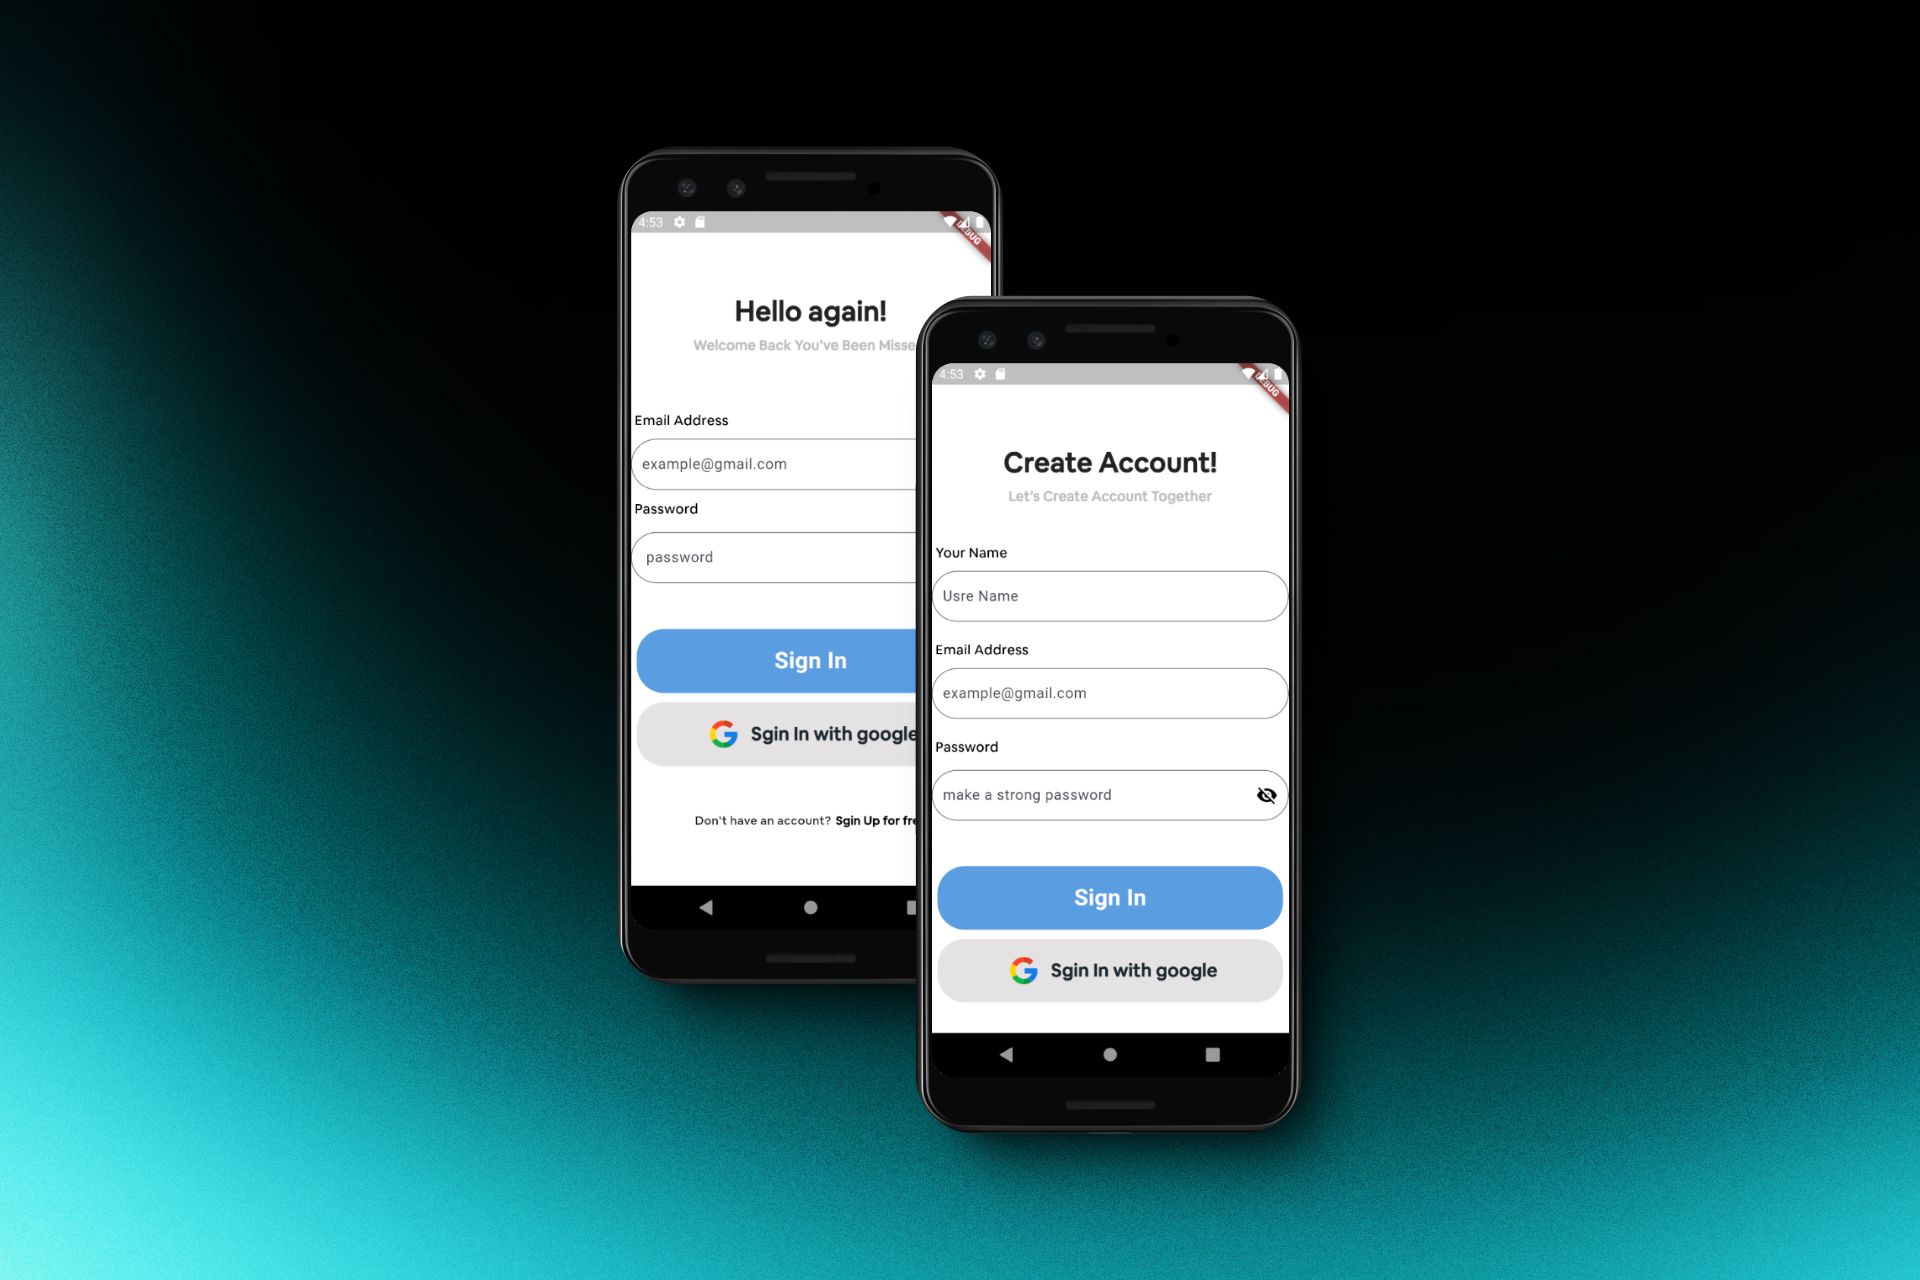 4:53
DEBUG
Hello again!
Welcome Back You've Been Misse
Email Address
example@gmail.com
Password
password
Sign In
Sgin In with google
Don't have an account? Sgin Up for fre
4:53
DEBUG
Create Account!
Let's Create Account Together
Your Name
Usre Name
Email Address
example@gmail.com
Password
make a strong password
Sign In
Sgin In with google